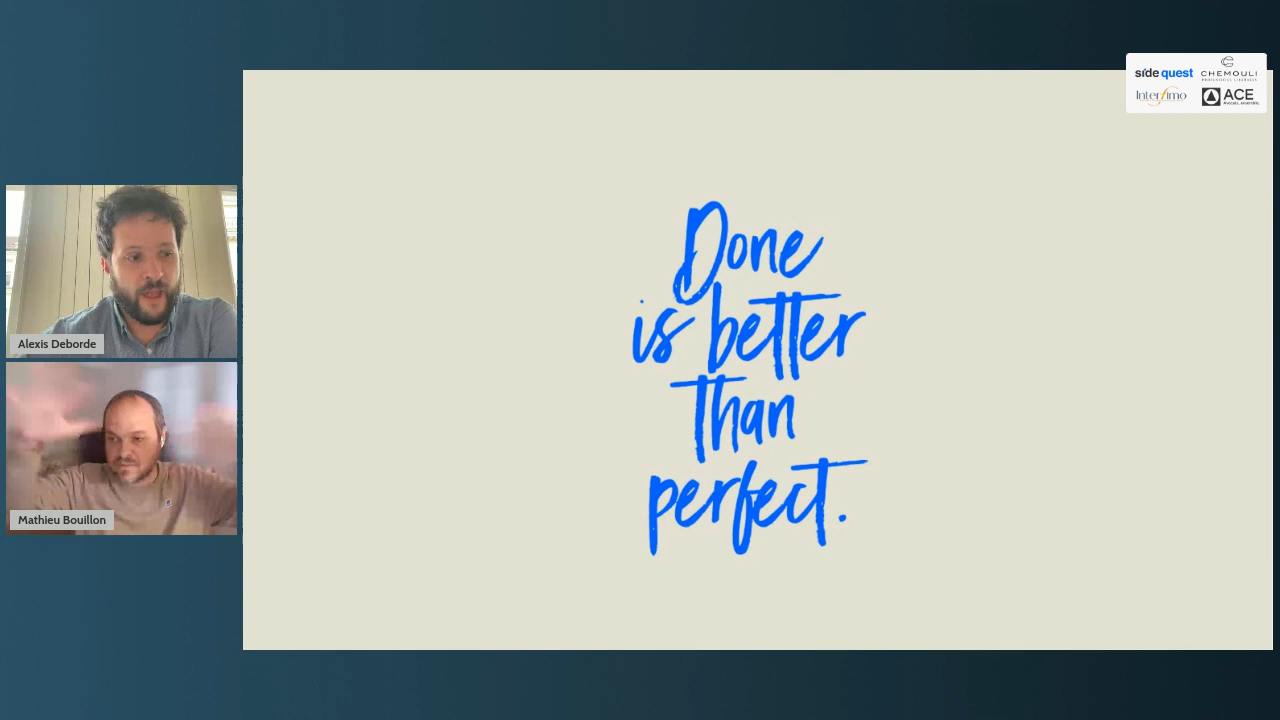 side quest
CHEMOULI
Interfimo
ACE
Alexis Deborde
Mathieu Bouillon
Done
is better
than
perfect.